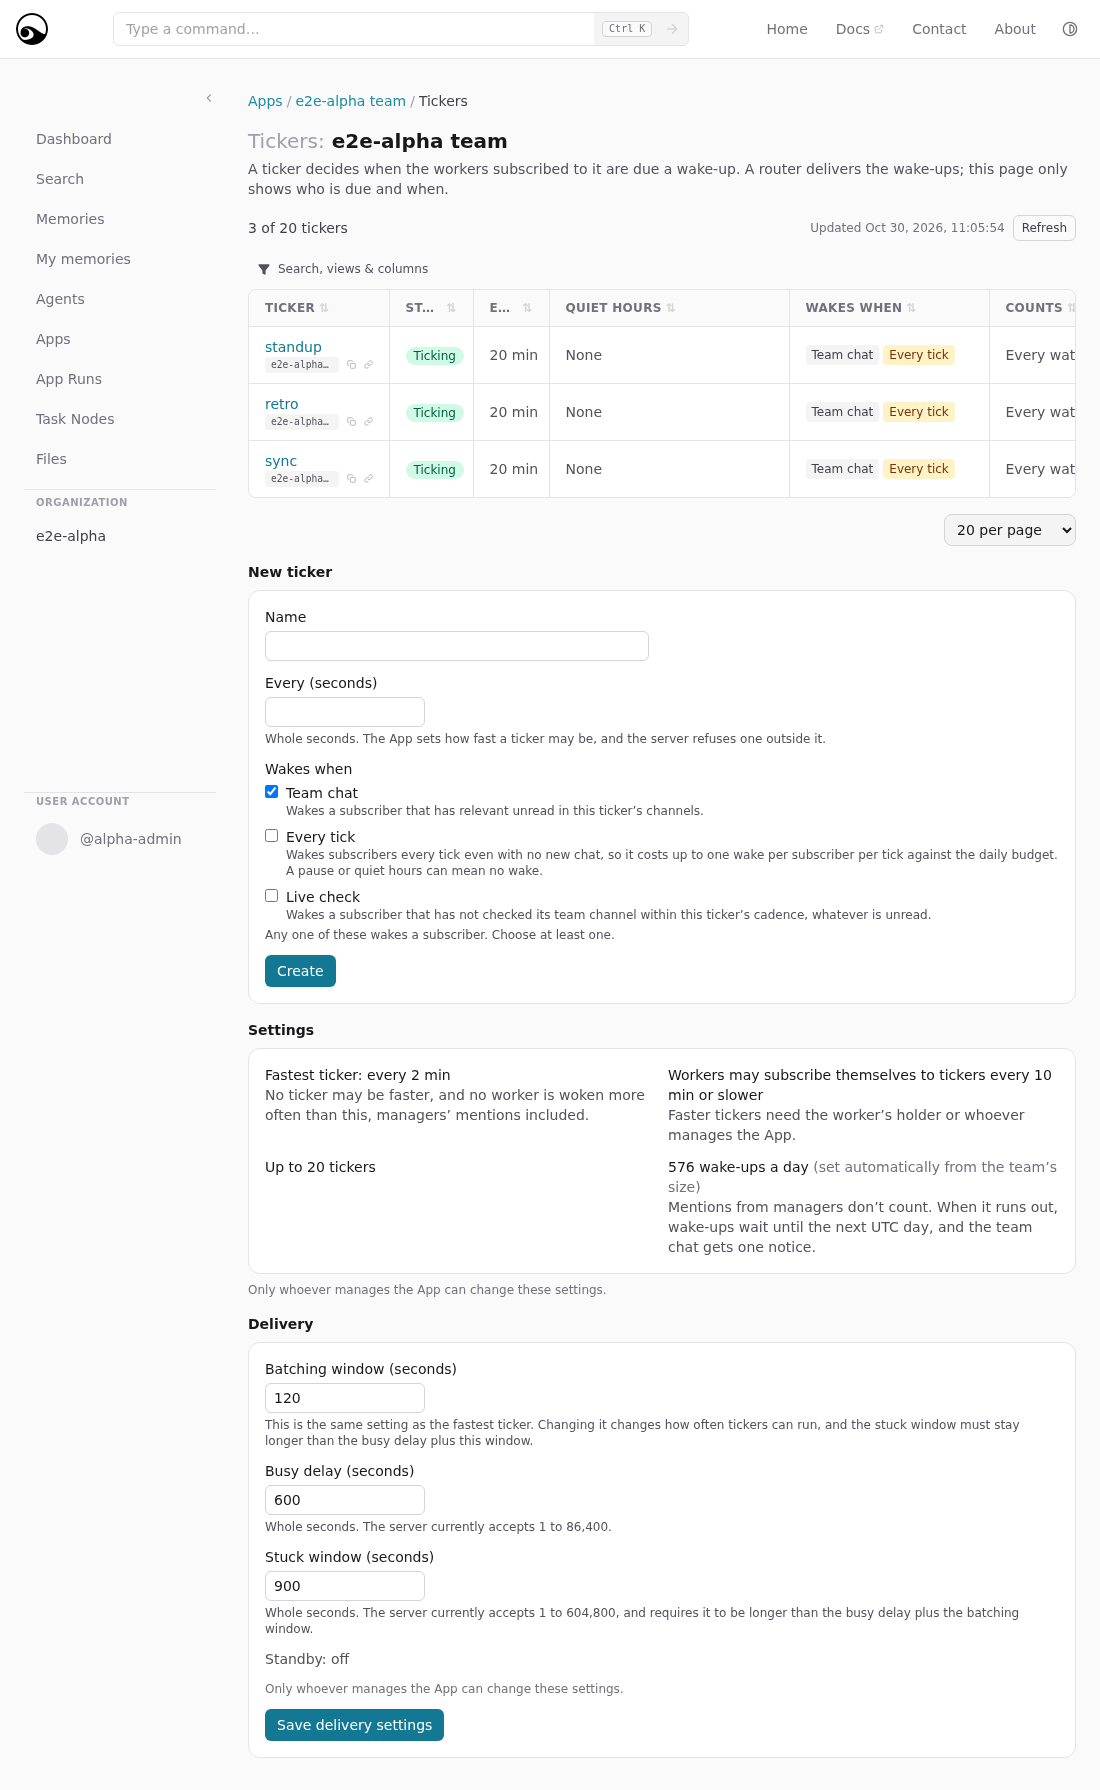 Type a command...
Ctrl K
Home
Docs
Contact
About
Dashboard
Search
Memories
My memories
Agents
Apps
App Runs
Task Nodes
Files
ORGANIZATION
e2e-alpha
USER ACCOUNT
@alpha-admin
Apps / e2e-alpha team / Tickers
Tickers: e2e-alpha team
A ticker decides when the workers subscribed to it are due a wake-up. A router delivers the wake-ups; this page only
shows who is due and when.
3 of 20 tickers
Updated Oct 30, 2026, 11:05:54
Refresh
Search, views & columns
TICKER ST… E… QUIET HOURS WAKES WHEN COUNTS
standup Ticking 20 min None Team chat Every tick Every wat
e2e-alpha…
retro Ticking 20 min None Team chat Every tick Every wat
e2e-alpha…
sync Ticking 20 min None Team chat Every tick Every wat
e2e-alpha…
20 per page
New ticker
Name
Every (seconds)
Whole seconds. The App sets how fast a ticker may be, and the server refuses one outside it.
Wakes when
Team chat
Wakes a subscriber that has relevant unread in this ticker’s channels.
Every tick
Wakes subscribers every tick even with no new chat, so it costs up to one wake per subscriber per tick against the daily budget.
A pause or quiet hours can mean no wake.
Live check
Wakes a subscriber that has not checked its team channel within this ticker’s cadence, whatever is unread.
Any one of these wakes a subscriber. Choose at least one.
Create
Settings
Fastest ticker: every 2 min
No ticker may be faster, and no worker is woken more
often than this, managers’ mentions included.
Workers may subscribe themselves to tickers every 10
min or slower
Faster tickers need the worker’s holder or whoever
manages the App.
Up to 20 tickers
576 wake-ups a day (set automatically from the team’s
size)
Mentions from managers don’t count. When it runs out,
wake-ups wait until the next UTC day, and the team
chat gets one notice.
Only whoever manages the App can change these settings.
Delivery
Batching window (seconds)
120
This is the same setting as the fastest ticker. Changing it changes how often tickers can run, and the stuck window must stay
longer than the busy delay plus this window.
Busy delay (seconds)
600
Whole seconds. The server currently accepts 1 to 86,400.
Stuck window (seconds)
900
Whole seconds. The server currently accepts 1 to 604,800, and requires it to be longer than the busy delay plus the batching
window.
Standby: off
Only whoever manages the App can change these settings.
Save delivery settings